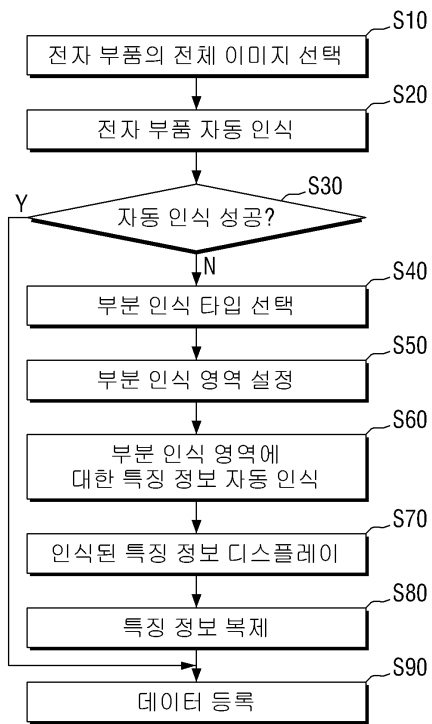 S10
전자 부품의 전체 이미지 선택
S20
전자 부품 자동 인식
S30
자동 인식 성공?
Y
N
S40
부분 인식 타입 선택
S50
부분 인식 영역 설정
S60
부분 인식 영역에
대한 특징 정보 자동 인식
S70
인식된 특징 정보 디스플레이
S80
특징 정보 복제
S90
데이터 등록